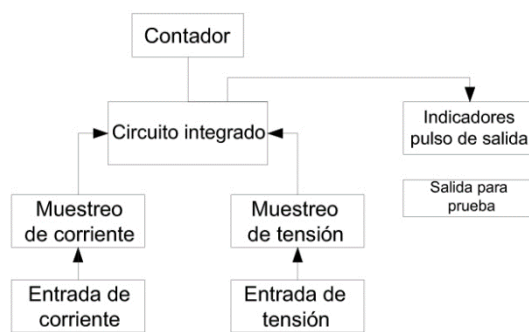 Contador
Circuito integrado
Indicadores
pulso de salida
Salida para
prueba
Muestreo
de corriente
Muestreo
de tensión
Entrada de
corriente
Entrada de
tensión